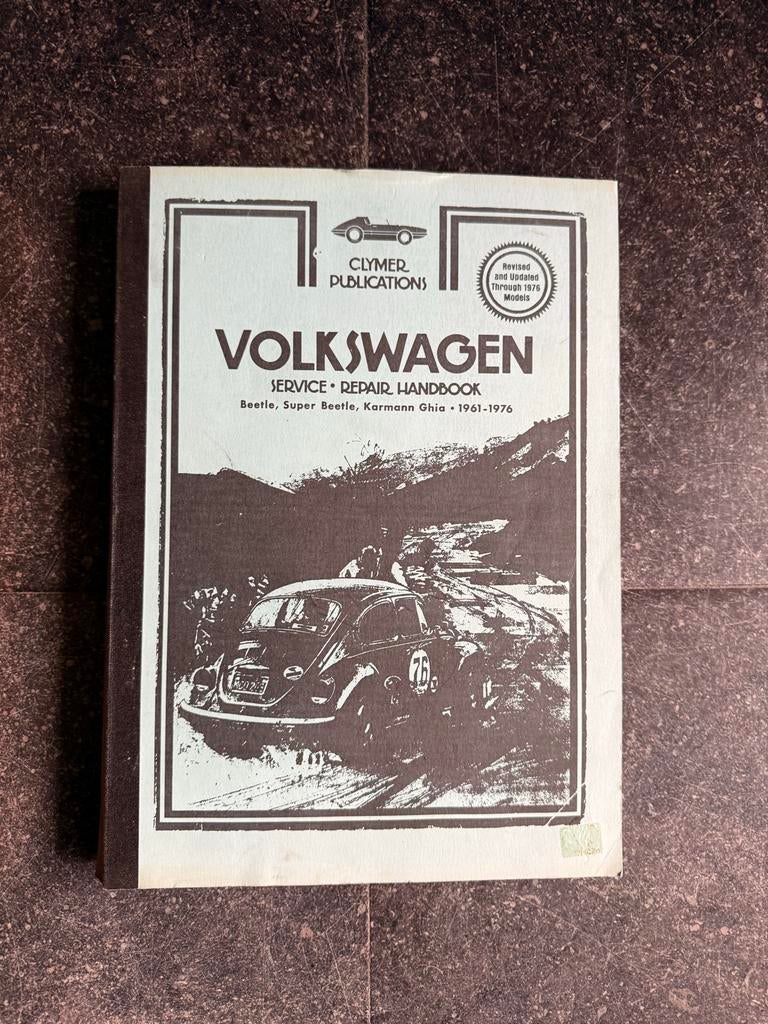 CLYMER
PUBLICATIONS
Revised
and Updated
Through 1976
Models
VOLKSWAGEN
SERVICE • REPAIR HANDBOOK
Beetle, Super Beetle, Karmann Ghia • 1961-1976
76